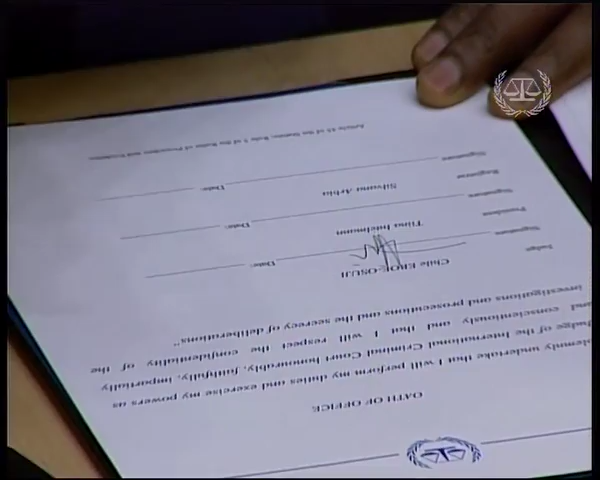 OATH OF OFFICE
solemnly undertake that I will perform my duties and exercise my powers as
Judge of the International Criminal Court honourably, faithfully, impartially
and conscientiously and that I will respect the confidentiality of the
investigations and prosecutions and the secrecy of deliberations"
Chile EBOE-OSUJI
Judge
Signature Date:
Tiina Intelmann
President
Signature Date:
Silvana Arbia
Registrar
Signature Date:
Article 45 of the Statute, Rule 5 of the Rules of Procedure and Evidence